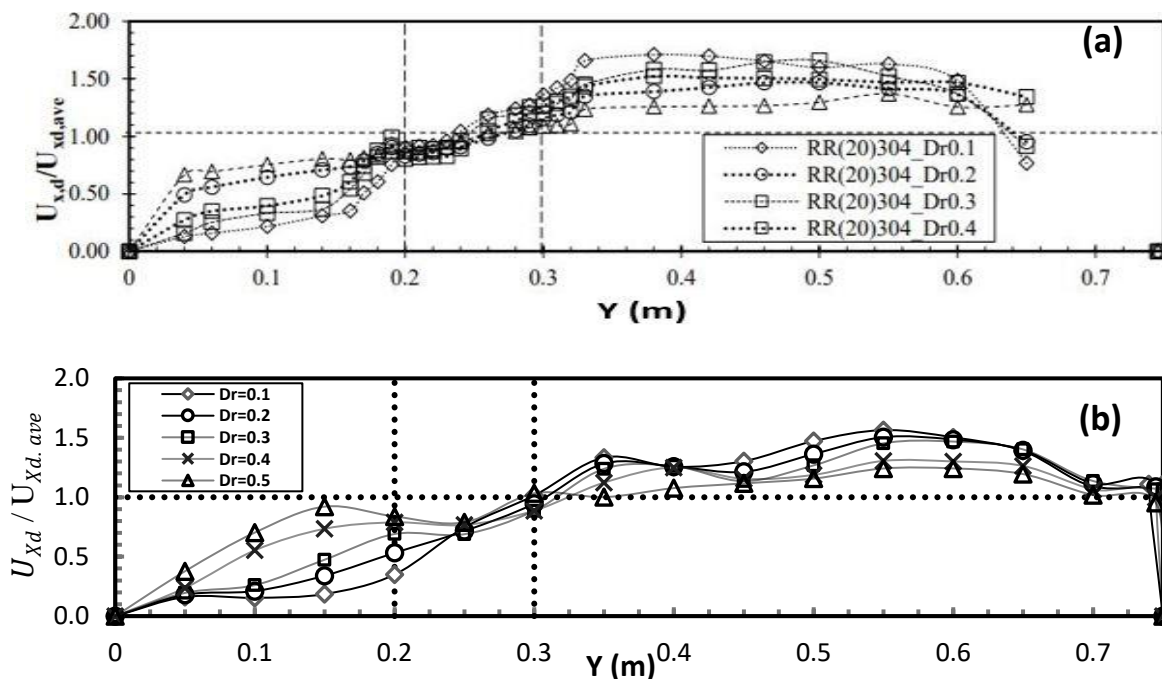 2.00
(a)
1.50
1.00
0.50
0.00
U_{x,d}/U_{xd,ave}
RR(20)304_Dr0.1
RR(20)304_Dr0.2
RR(20)304_Dr0.3
RR(20)304_Dr0.4
0 0.1 0.2 0.3 0.4 0.5 0.6 0.7
Y (m)
2.0
(b)
1.5
1.0
0.5
0.0
U_{Xd} / U_{Xd. ave}
Dr=0.1
Dr=0.2
Dr=0.3
Dr=0.4
Dr=0.5
0 0.1 0.2 0.3 0.4 0.5 0.6 0.7
Y (m)